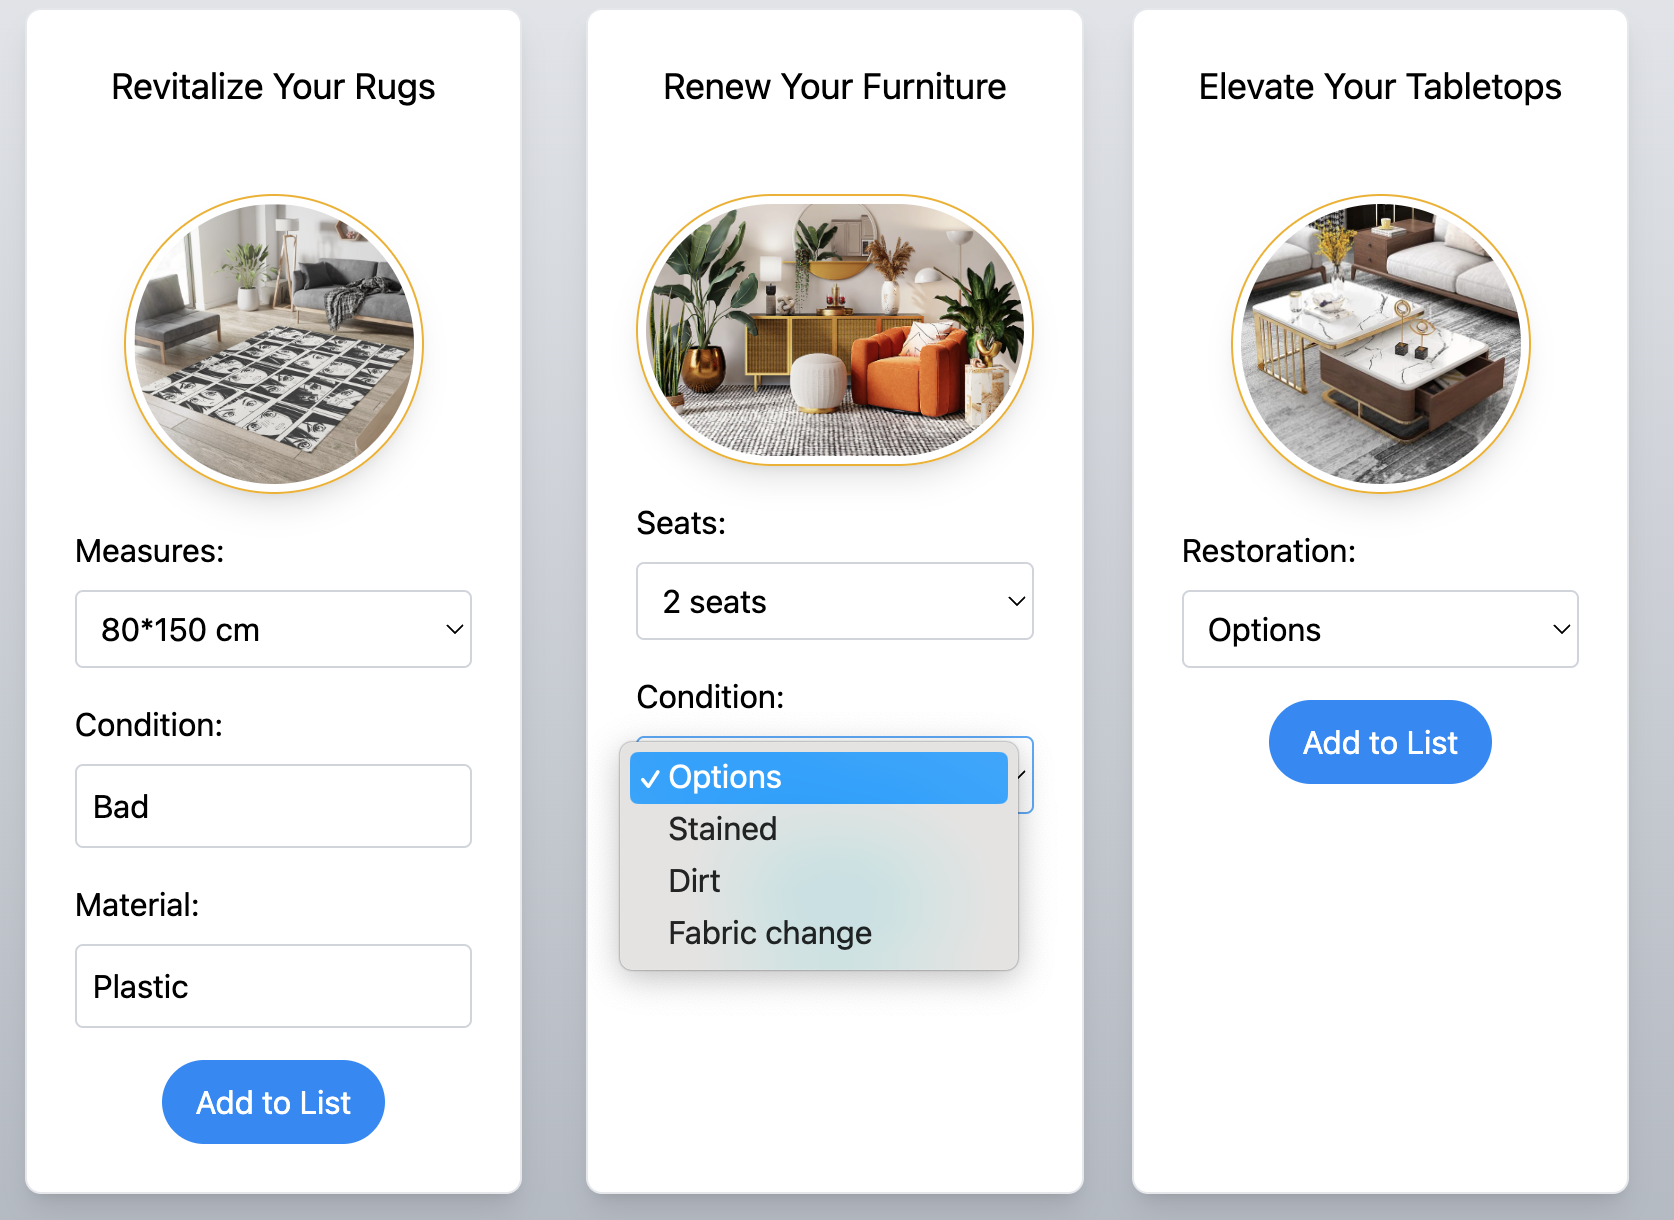 Revitalize Your Rugs
Measures:
80*150 cm
Condition:
Bad
Material:
Plastic
Add to List
Renew Your Furniture
Seats:
2 seats
Condition:
Options
Stained
Dirt
Fabric change
Elevate Your Tabletops
Restoration:
Options
Add to List